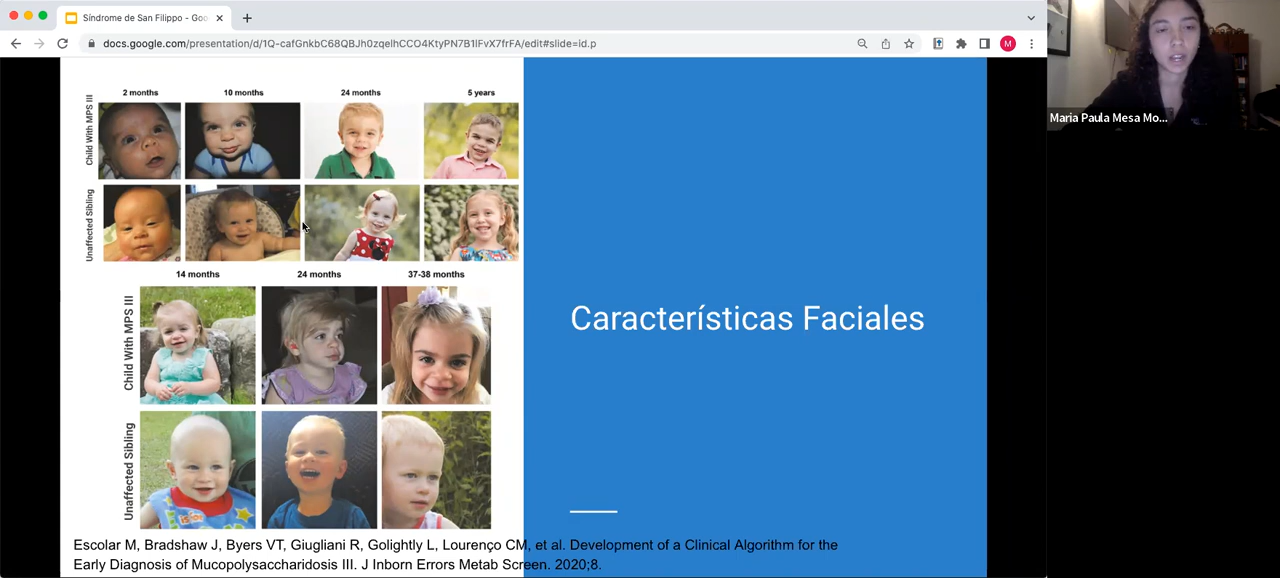 Síndrome de San Filippo - Goo
docs.google.com/presentation/d/1Q-cafGnkbC68QBJh0zqelhCCO4KtyPN7B1lFvX7frFA/edit#slide=id.p
M
Maria Paula Mesa Mo...
2 months 10 months 24 months 5 years
Child With MPS III
Unaffected Sibling
14 months 24 months 37-38 months
Child With MPS III
Unaffected Sibling
Características Faciales
Escolar M, Bradshaw J, Byers VT, Giugliani R, Golightly L, Lourenço CM, et al. Development of a Clinical Algorithm for the
Early Diagnosis of Mucopolysaccharidosis III. J Inborn Errors Metab Screen. 2020;8.